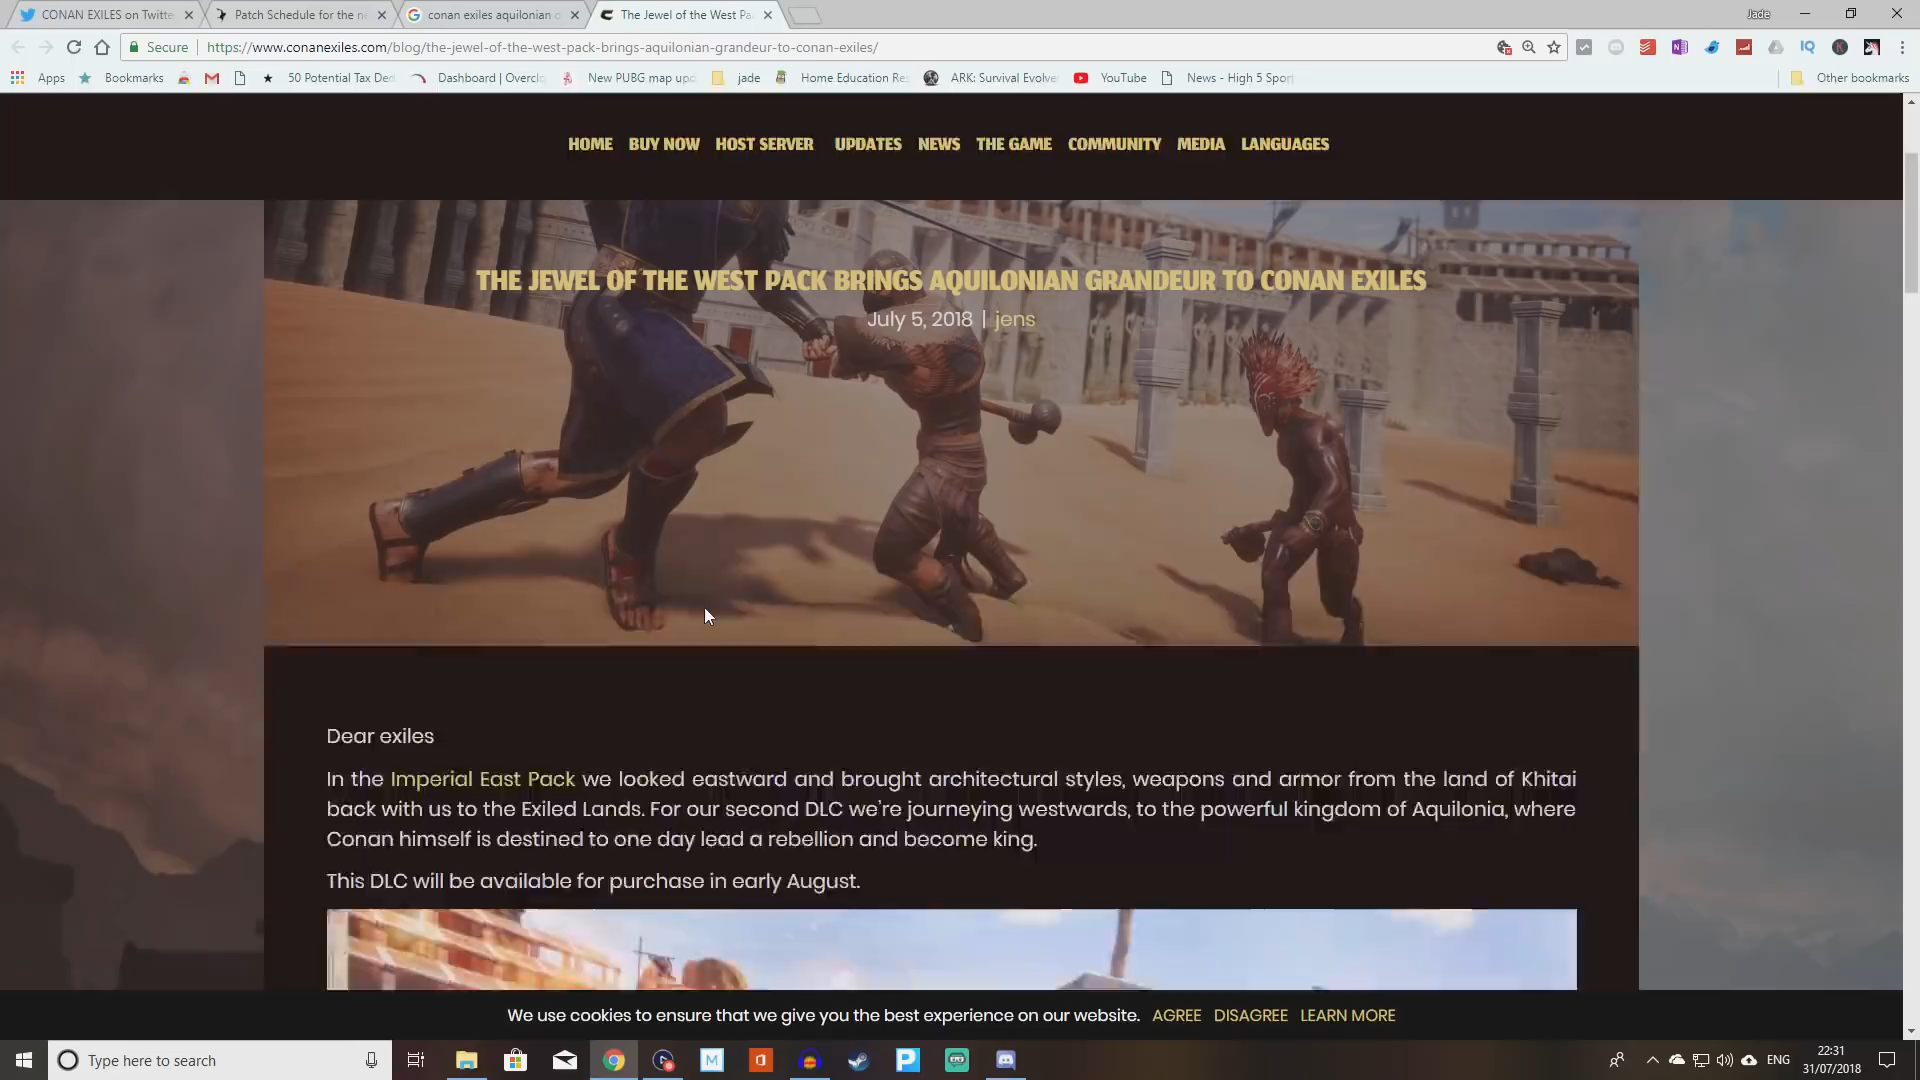 CONAN EXILES on Twitte
Patch Schedule for the n
conan exiles aquilonian
The Jewel of the West Pa
Jade
Secure
https://www.conanexiles.com/blog/the-jewel-of-the-west-pack-brings-aquilonian-grandeur-to-conan-exiles/
IQ
K
Apps
Bookmarks
50 Potential Tax Ded
Dashboard | Overclo
New PUBG map upd
jade
Home Education Re
ARK: Survival Evolve
YouTube
News - High 5 Spor
Other bookmarks
HOME BUY NOW HOST SERVER UPDATES NEWS THE GAME COMMUNITY MEDIA LANGUAGES
THE JEWEL OF THE WEST PACK BRINGS AQUILONIAN GRANDEUR TO CONAN EXILES
July 5, 2018 | jens
Dear exiles
In the Imperial East Pack we looked eastward and brought architectural styles, weapons and armor from the land of Khitai
back with us to the Exiled Lands. For our second DLC we're journeying westwards, to the powerful kingdom of Aquilonia, where
Conan himself is destined to one day lead a rebellion and become king.
This DLC will be available for purchase in early August.
We use cookies to ensure that we give you the best experience on our website. AGREE DISAGREE LEARN MORE
Type here to search
ENG
22:31
31/07/2018